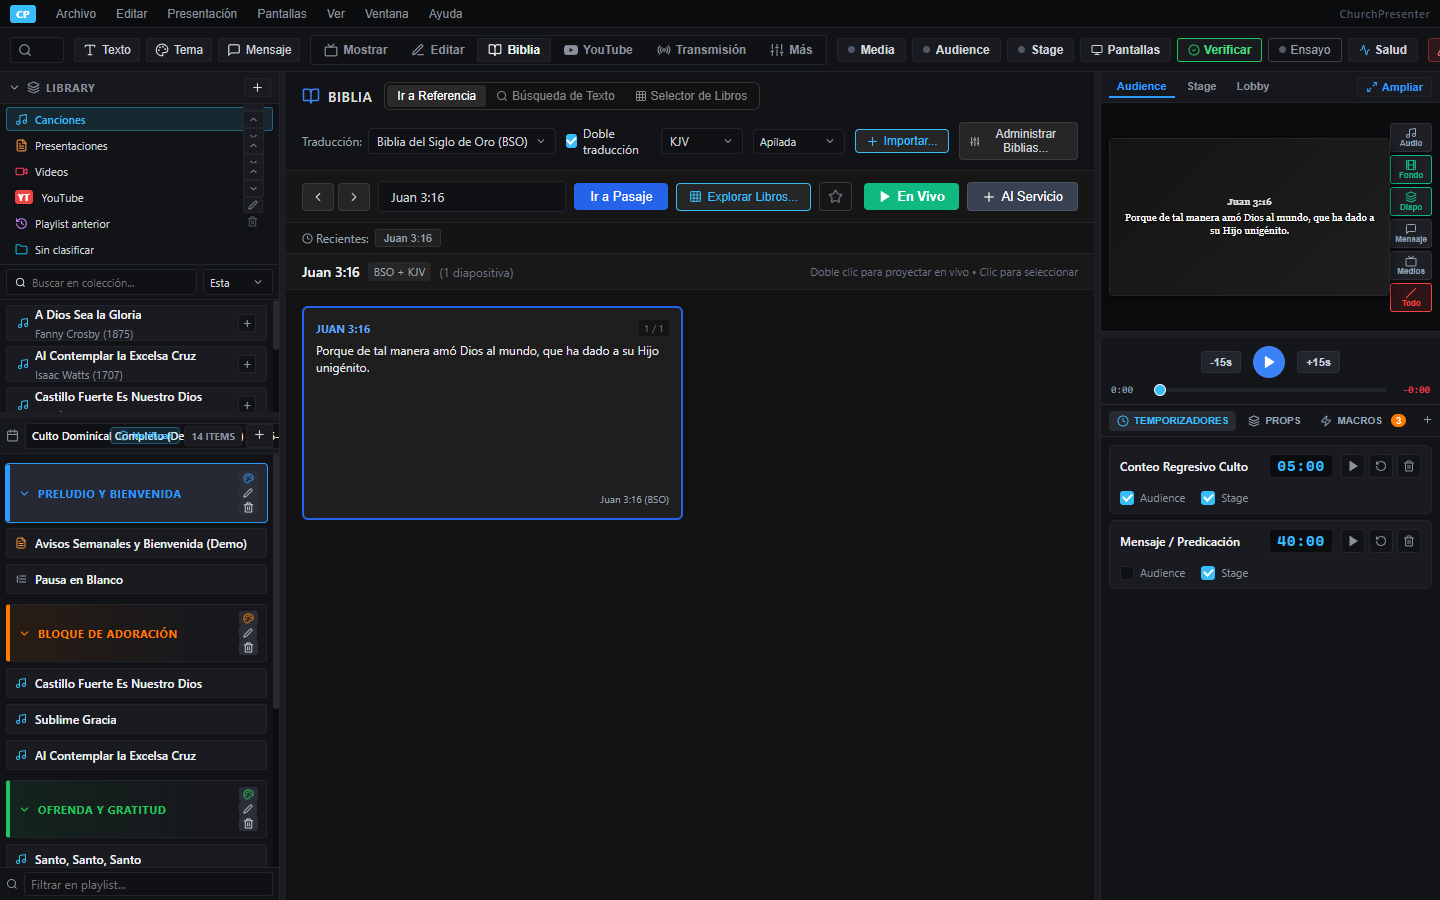 CP Archivo Editar Presentación Pantallas Ver Ventana Ayuda ChurchPresenter
Texto Tema Mensaje Mostrar Editar Biblia YouTube Transmisión Más Media Audience Stage Pantallas Verificar Ensayo Salud
LIBRARY
Canciones
Presentaciones
Videos
YT YouTube
Playlist anterior
Sin clasificar
Buscar en colección... Esta
A Dios Sea la Gloria
Fanny Crosby (1875)
Al Contemplar la Excelsa Cruz
Isaac Watts (1707)
Castillo Fuerte Es Nuestro Dios
Culto Dominical Completo (De 14 ITEMS
PRELUDIO Y BIENVENIDA
Avisos Semanales y Bienvenida (Demo)
Pausa en Blanco
BLOQUE DE ADORACIÓN
Castillo Fuerte Es Nuestro Dios
Sublime Gracia
Al Contemplar la Excelsa Cruz
OFRENDA Y GRATITUD
Santo, Santo, Santo
Filtrar en playlist...
BIBLIA Ir a Referencia Búsqueda de Texto Selector de Libros
Traducción: Biblia del Siglo de Oro (BSO) Doble traducción KJV Apilada Importar... Administrar Biblias...
Juan 3:16 Ir a Pasaje Explorar Libros... En Vivo Al Servicio
Recientes: Juan 3:16
Juan 3:16 BSO + KJV (1 diapositiva) Doble clic para proyectar en vivo • Clic para seleccionar
JUAN 3:16 1 / 1
Porque de tal manera amó Dios al mundo, que ha dado a su Hijo
unigénito.
Juan 3:16 (BSO)
Audience Stage Lobby Ampliar
Juan 3:16
Porque de tal manera amó Dios al mundo, que ha dado a
su Hijo unigénito.
Audio
Fondo
Diapo
Mensaje
Medios
Todo
-15s +15s
0:00 -0:00
TEMPORIZADORES PROPS MACROS 3
Conteo Regresivo Culto 05:00
Audience Stage
Mensaje / Predicación 40:00
Audience Stage